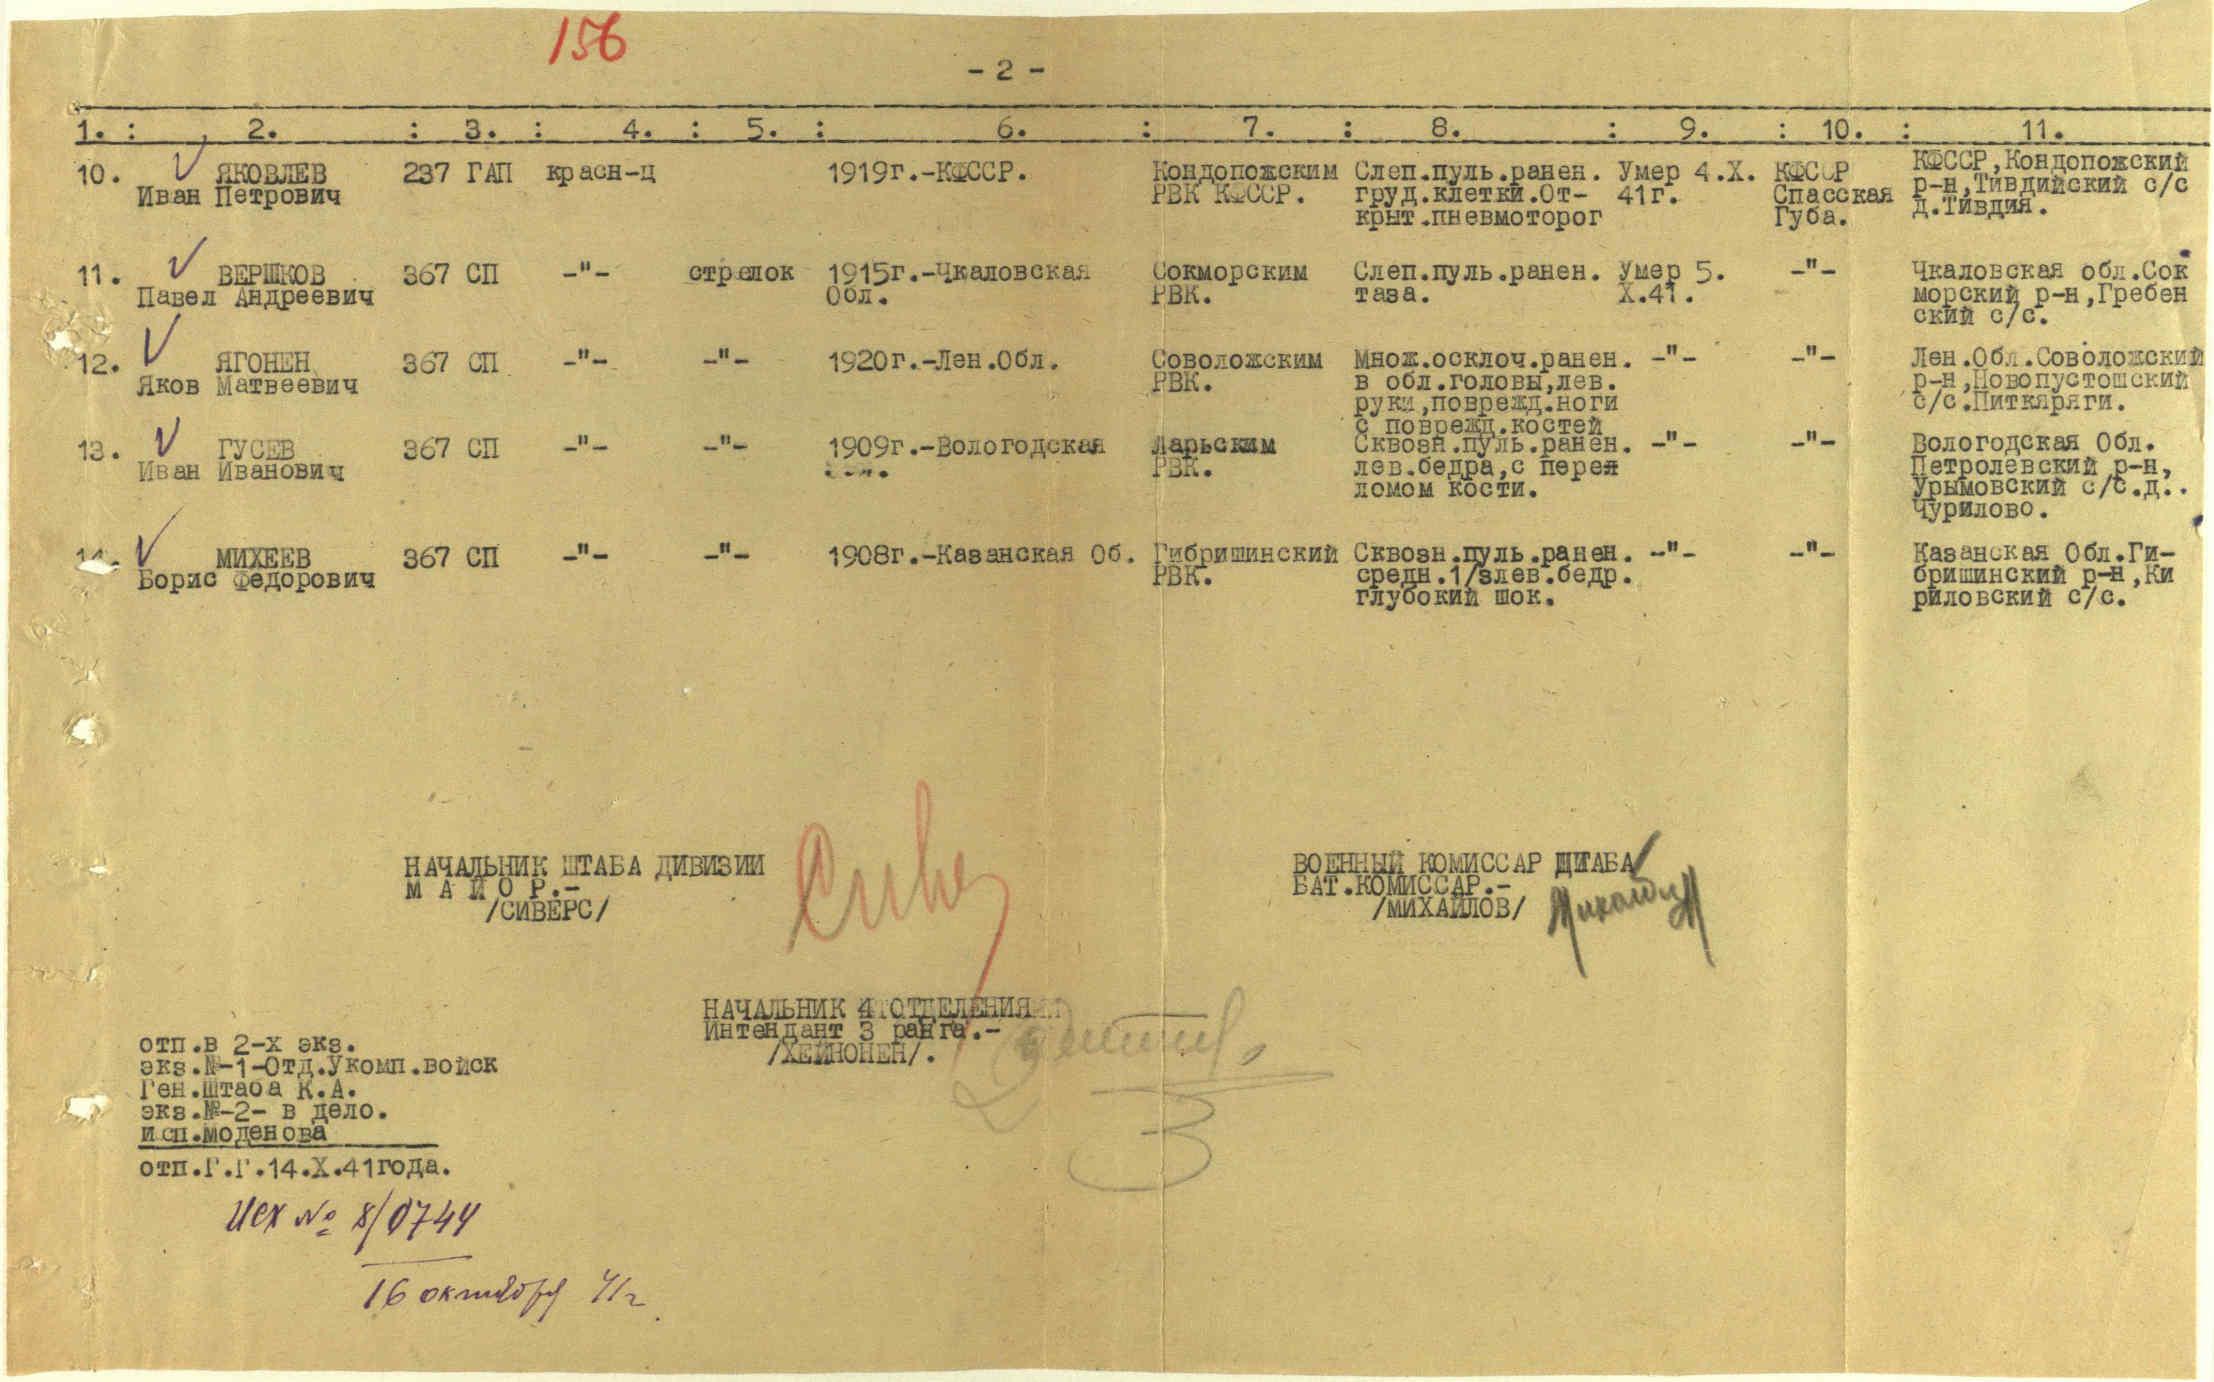 156
- 2 -
1. : 2. : 3. : 4. : 5. : 6. : 7. : 8. : 9. : 10. : 11.
10. ЯКОВЛЕВ 237 ГАП красн-ц 1919г.-КФССР. Кондопожским Слеп.пуль.ранен. Умер 4.Х. КФССР КФССР,Кондопожский
Иван Петрович РВК КФССР. груд.клетки.От- 41г. Спасская р-н,Тивдийский с/с
крыт.пневмоторог Губа. д.Тивдия.
11. ВЕРШКОВ 367 СП -"- стрелок 1915г.-Чкаловская Сокморским Слеп.пуль.ранен. Умер 5. -"- Чкаловская обл.Сок
Павел Андреевич Обл. РВК. таза. Х.41. морский р-н,Гребен
ский с/с.
12. ЯГОНЕН 367 СП -"- -"- 1920г.-Лен.Обл. Соволожским Множ.осклоч.ранен. -"- -"- Лен.Обл.Соволожский
Яков Матвеевич РВК. в обл.головы,лев. р-н,Новопустошский
руки,поврежд.ноги с/с.Питкяряги.
с поврежд.костей
13. ГУСЕВ 367 СП -"- -"- 1909г.-Вологодская Ларьским Сквозн.пуль.ранен. -"- -"- Вологодская Обл.
Иван Иванович РВК. лев.бедра,с пере Петролевский р-н,
ломом кости. Урымовский с/с.д..
Чурилово.
14. МИХЕЕВ 367 СП -"- -"- 1908г.-Казанская Об. Гибришинский Сквозн.пуль.ранен. -"- -"- Казанская Обл.Ги-
Борис Федорович РВК. средн.1/3лев.бедр. бришинский р-н,Ки
глубокий шок. риловский с/с.
НАЧАЛЬНИК ШТАБА ДИВИЗИИ
М А Й О Р.-
/СИВЕРС/
Сиве
ВОЕННЫЙ КОМИССАР ШТАБА
БАТ.КОМИССАР.-
/МИХАЙЛОВ/
Михайлов
НАЧАЛЬНИК 4 ОТДЕЛЕНИЯ
Интендант 3 ранга.-
/ХЕЙНОНЕН/.
отп.в 2-х экз.
экз.№-1-Отд.Укомп.войск
Ген.Штаба К.А.
экз.№-2- в дело.
исп.моденова
отп.Г.Г.14.Х.41года.
Исх № 8/0744
16 октября 41г